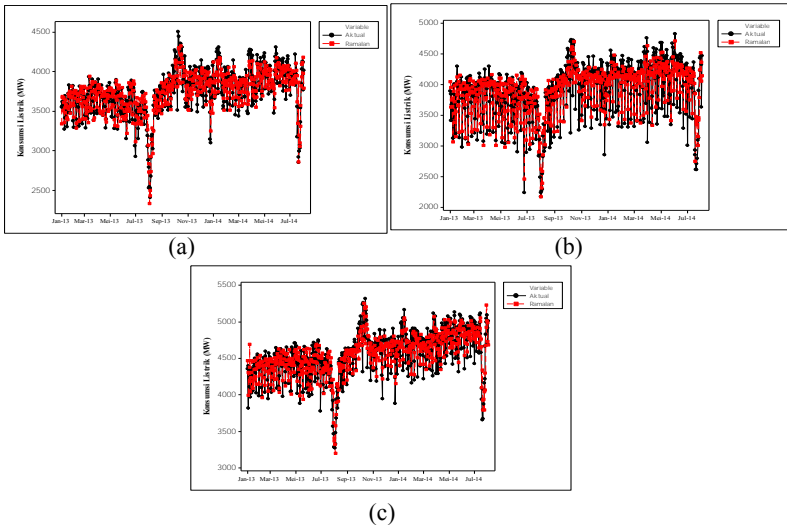 4500
4000
3500
3000
2500
Konsumsi Listrik (MW)
Jan-13 Mar-13 Mei-13 Jul-13 Sep-13 Nov-13 Jan-14 Mar-14 Mei-14 Jul-14
Variable
Aktual
Ramalan
(a)
5000
4500
4000
3500
3000
2500
2000
Konsumsi Listrik (MW)
Jan-13 Mar-13 Mei-13 Jul-13 Sep-13 Nov-13 Jan-14 Mar-14 Mei-14 Jul-14
Variable
Aktual
Ramalan
(b)
5500
5000
4500
4000
3500
3000
Konsumsi Listrik (MW)
Jan-13 Mar-13 Mei-13 Jul-13 Sep-13 Nov-13 Jan-14 Mar-14 Mei-14 Jul-14
Variable
Aktual
Ramalan
(c)